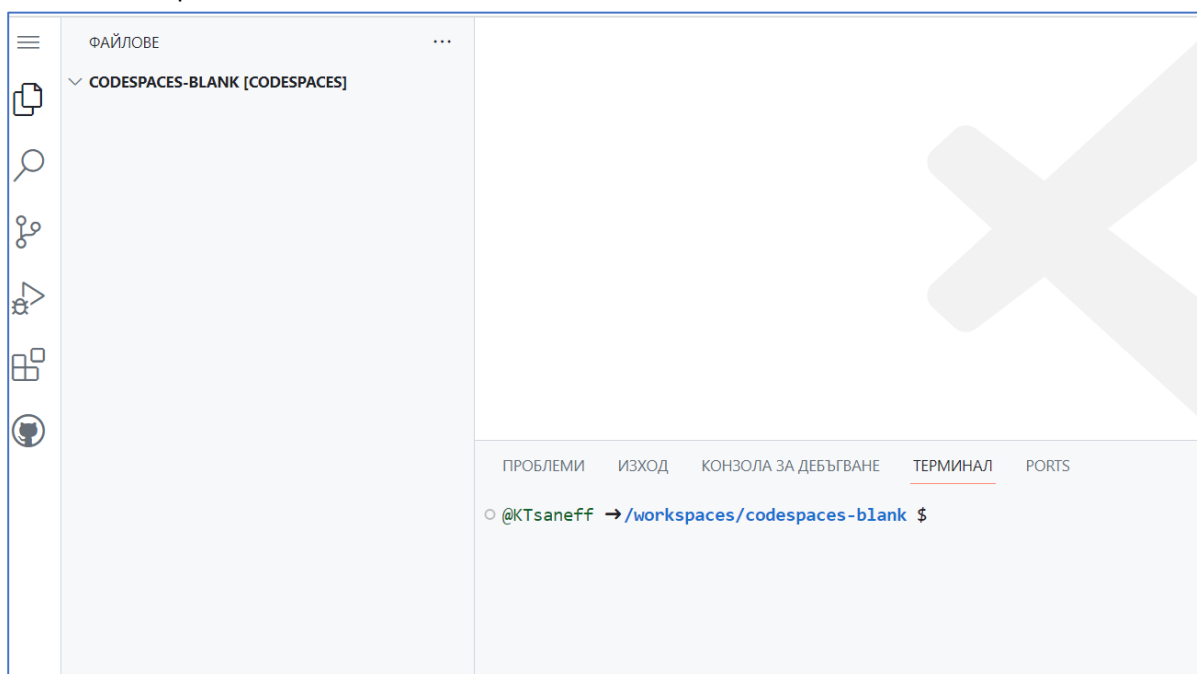 ФАЙЛОВЕ ...
CODESPACES-BLANK [CODESPACES]
ПРОБЛЕМИ ИЗХОД КОНЗОЛА ЗА ДЕБЪГВАНЕ ТЕРМИНАЛ PORTS
@KTsaneff ➜/workspaces/codespaces-blank $